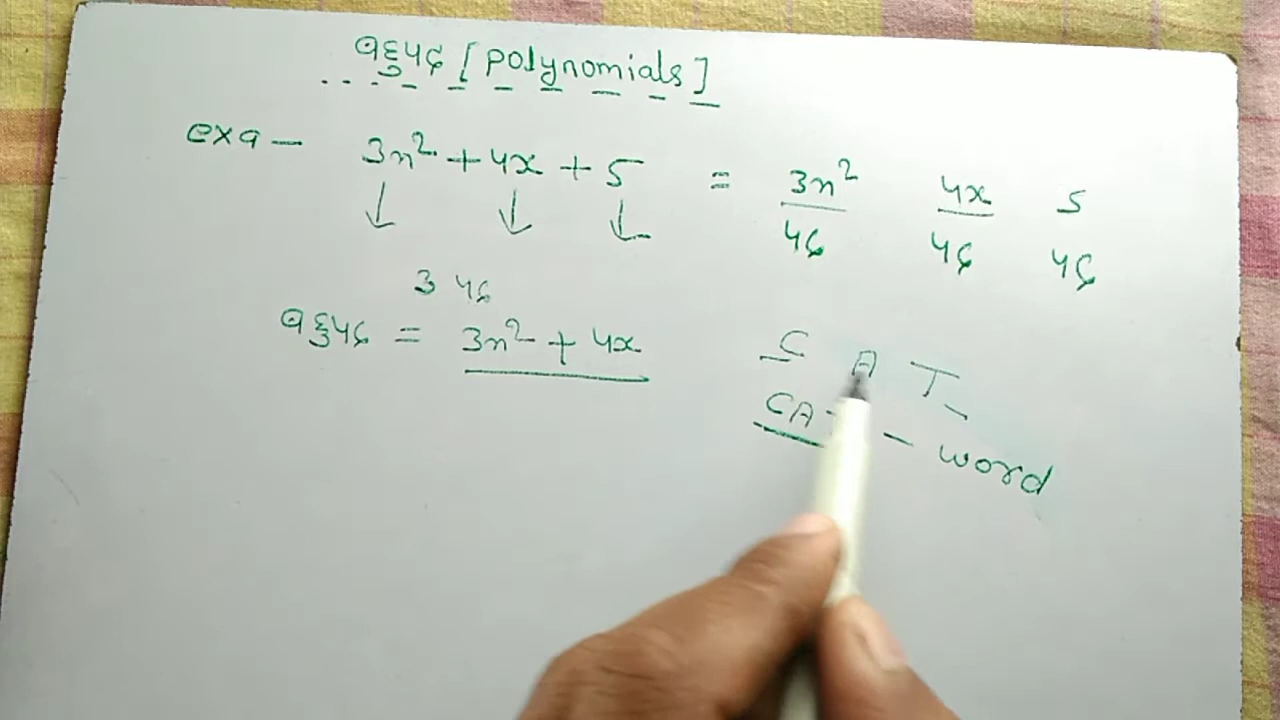 बहुपद [polynomials]
exa - 3x² + 4x + 5 = 3x² 4x 5
पद पद पद
3 पद
बहुपद = 3x² + 4x
C A T
CA - word